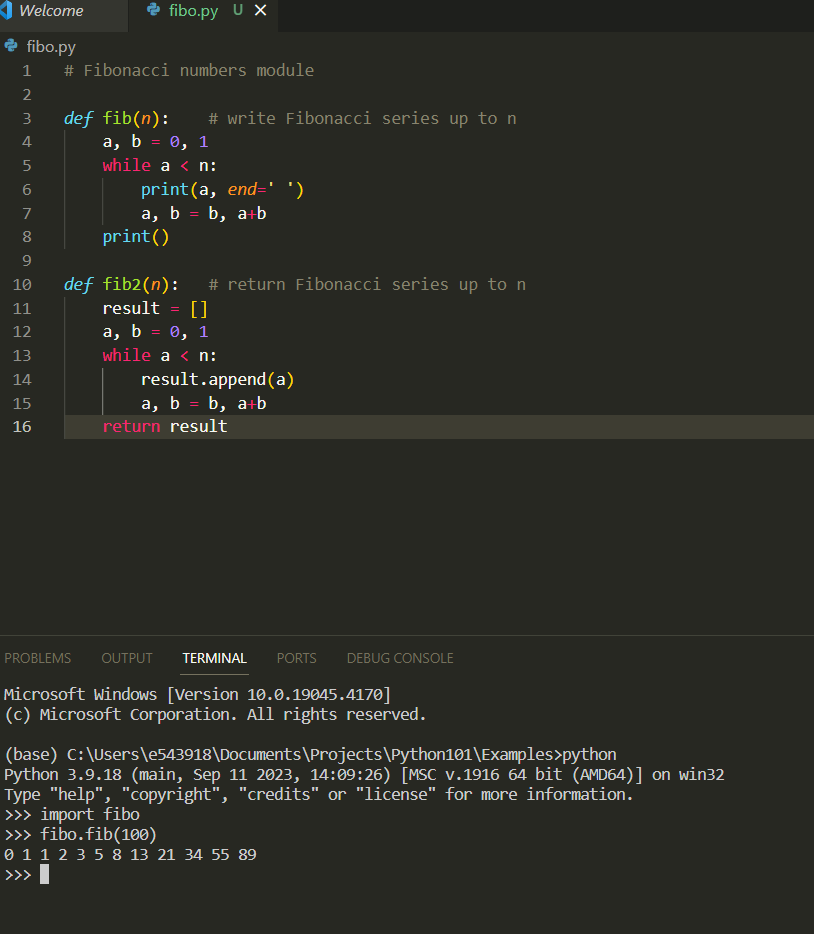 Welcome fibo.py U
fibo.py
1 # Fibonacci numbers module
2
3 def fib(n):    # write Fibonacci series up to n
4     a, b = 0, 1
5     while a < n:
6         print(a, end=' ')
7         a, b = b, a+b
8     print()
9
10 def fib2(n):   # return Fibonacci series up to n
11     result = []
12     a, b = 0, 1
13     while a < n:
14         result.append(a)
15         a, b = b, a+b
16     return result
PROBLEMS OUTPUT TERMINAL PORTS DEBUG CONSOLE
Microsoft Windows [Version 10.0.19045.4170]
(c) Microsoft Corporation. All rights reserved.
(base) C:\Users\e543918\Documents\Projects\Python101\Examples>python
Python 3.9.18 (main, Sep 11 2023, 14:09:26) [MSC v.1916 64 bit (AMD64)] on win32
Type "help", "copyright", "credits" or "license" for more information.
>>> import fibo
>>> fibo.fib(100)
0 1 1 2 3 5 8 13 21 34 55 89
>>>